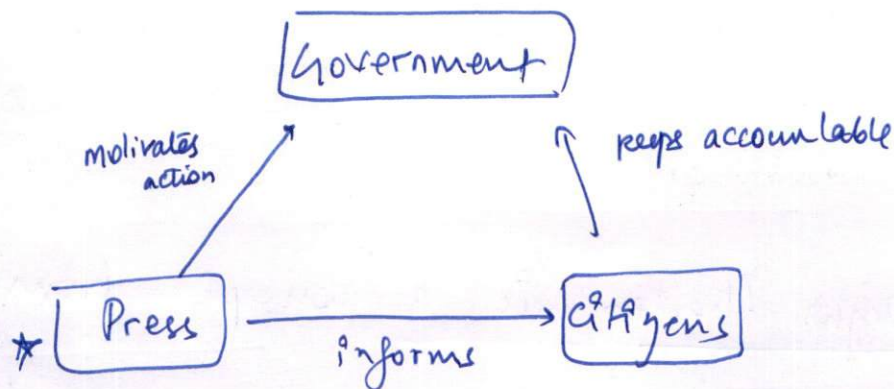 Government
motivates
action
keeps accountable
Press
informs
Citizens